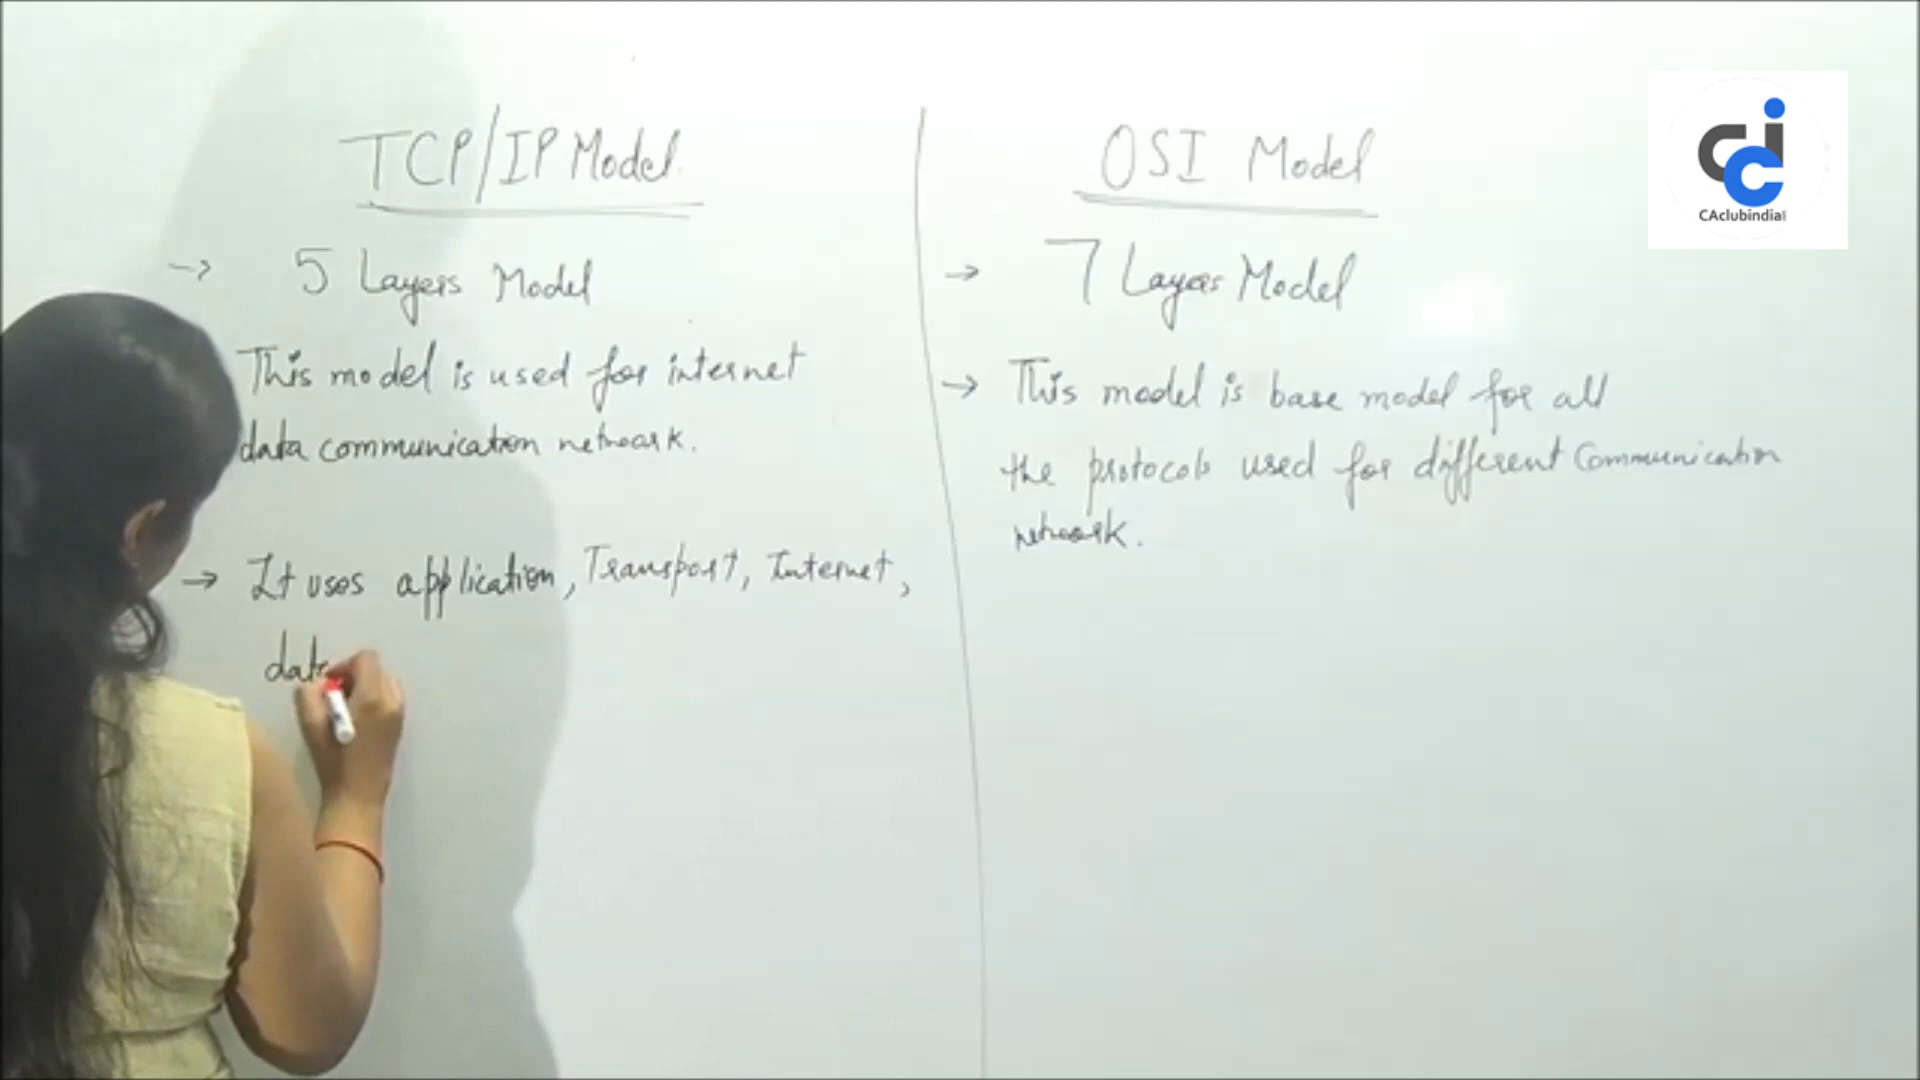 TCP/IP Model
→ 5 Layers Model
This model is used for internet
data communication network.
→ It uses application, Transport, Internet,
data
OSI Model
→ 7 Layers Model
→ This model is base model for all
the protocols used for different Communication
network.
CAclubindia